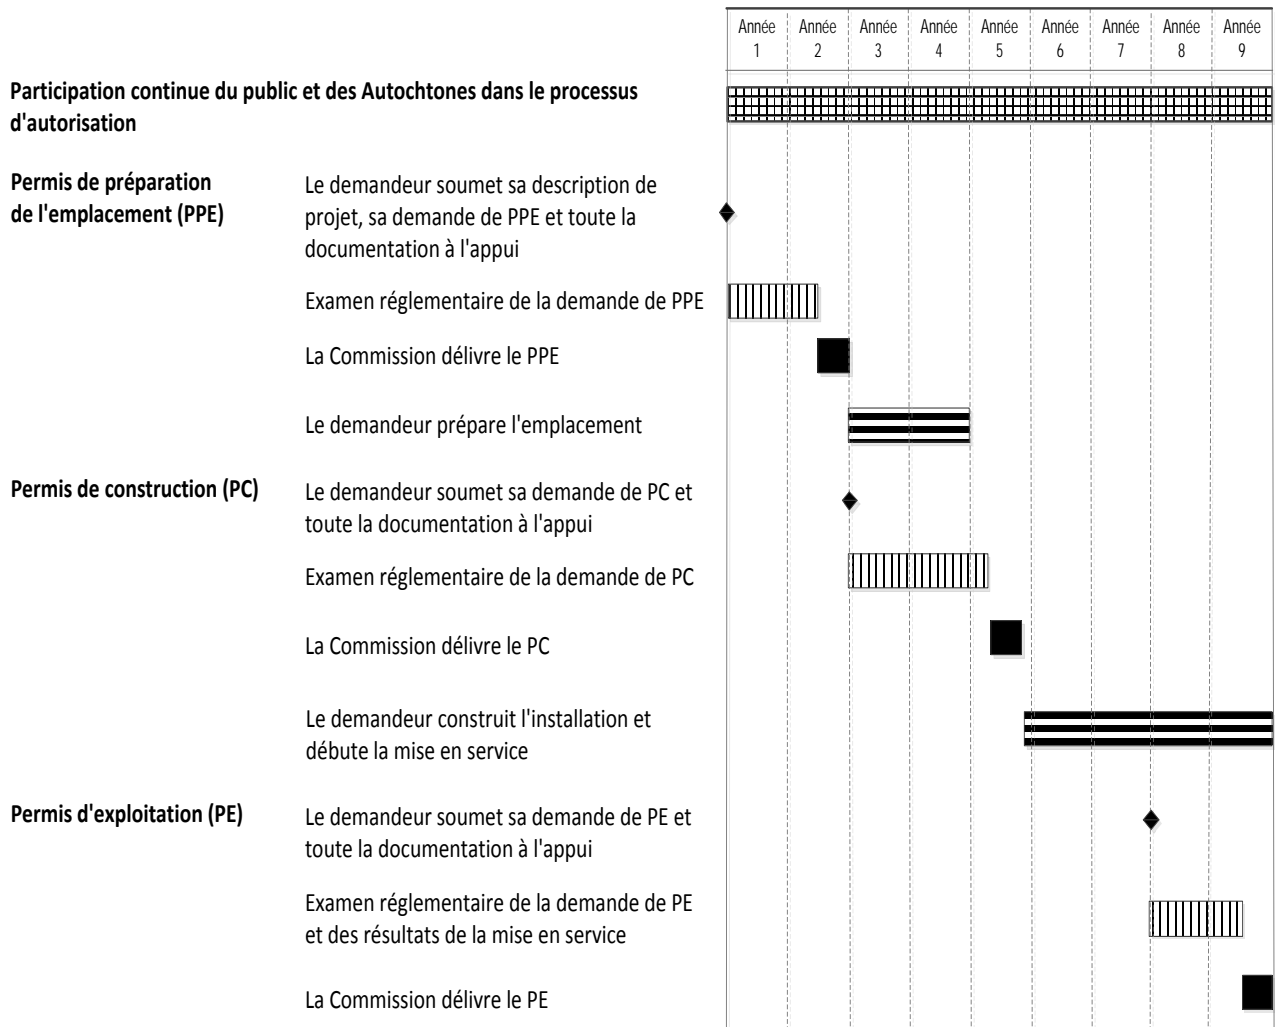 Année Année Année Année Année Année Année Année Année
1 2 3 4 5 6 7 8 9
Participation continue du public et des Autochtones dans le processus
d'autorisation
Permis de préparation
de l'emplacement (PPE)
Le demandeur soumet sa description de
projet, sa demande de PPE et toute la
documentation à l'appui
Examen réglementaire de la demande de PPE
La Commission délivre le PPE
Le demandeur prépare l'emplacement
Permis de construction (PC)
Le demandeur soumet sa demande de PC et
toute la documentation à l'appui
Examen réglementaire de la demande de PC
La Commission délivre le PC
Le demandeur construit l'installation et
débute la mise en service
Permis d'exploitation (PE)
Le demandeur soumet sa demande de PE et
toute la documentation à l'appui
Examen réglementaire de la demande de PE
et des résultats de la mise en service
La Commission délivre le PE